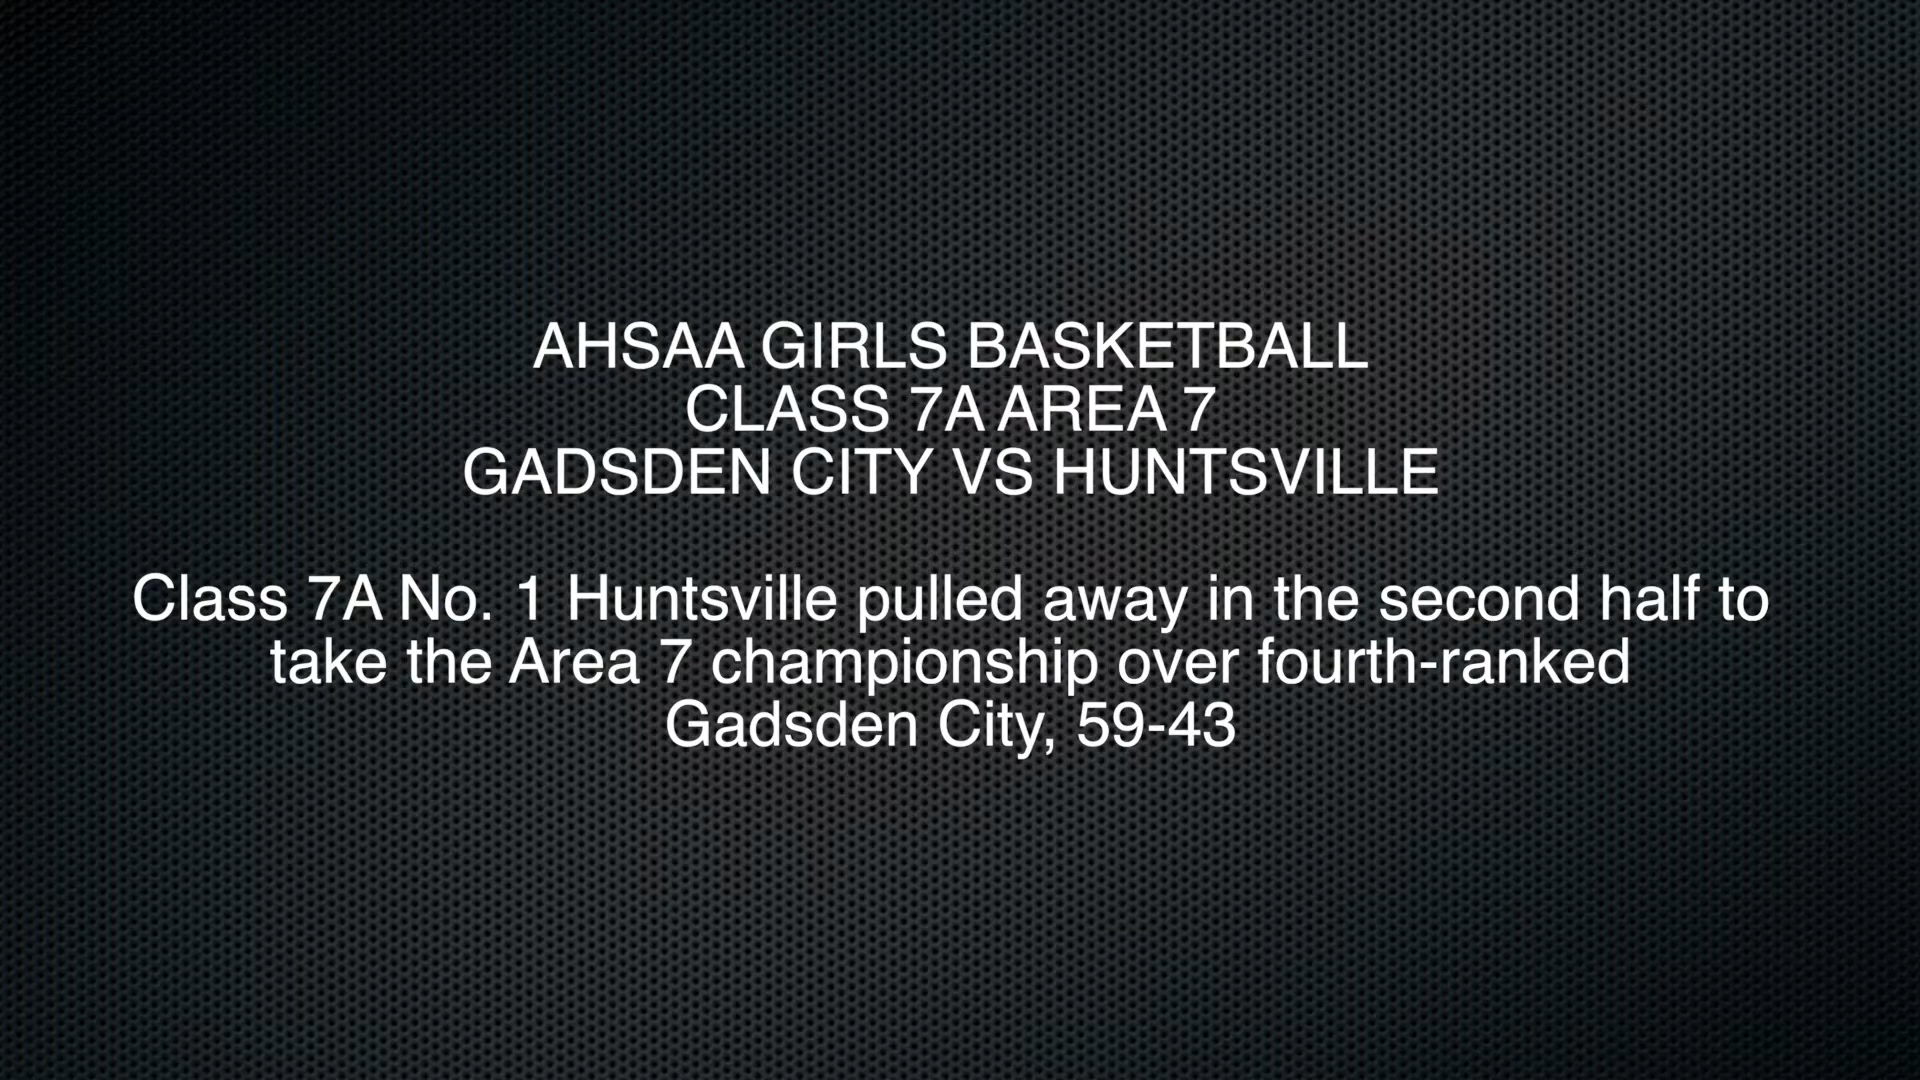 AHSAA GIRLS BASKETBALL
CLASS 7A AREA 7
GADSDEN CITY VS HUNTSVILLE
Class 7A No. 1 Huntsville pulled away in the second half to
take the Area 7 championship over fourth-ranked
Gadsden City, 59-43